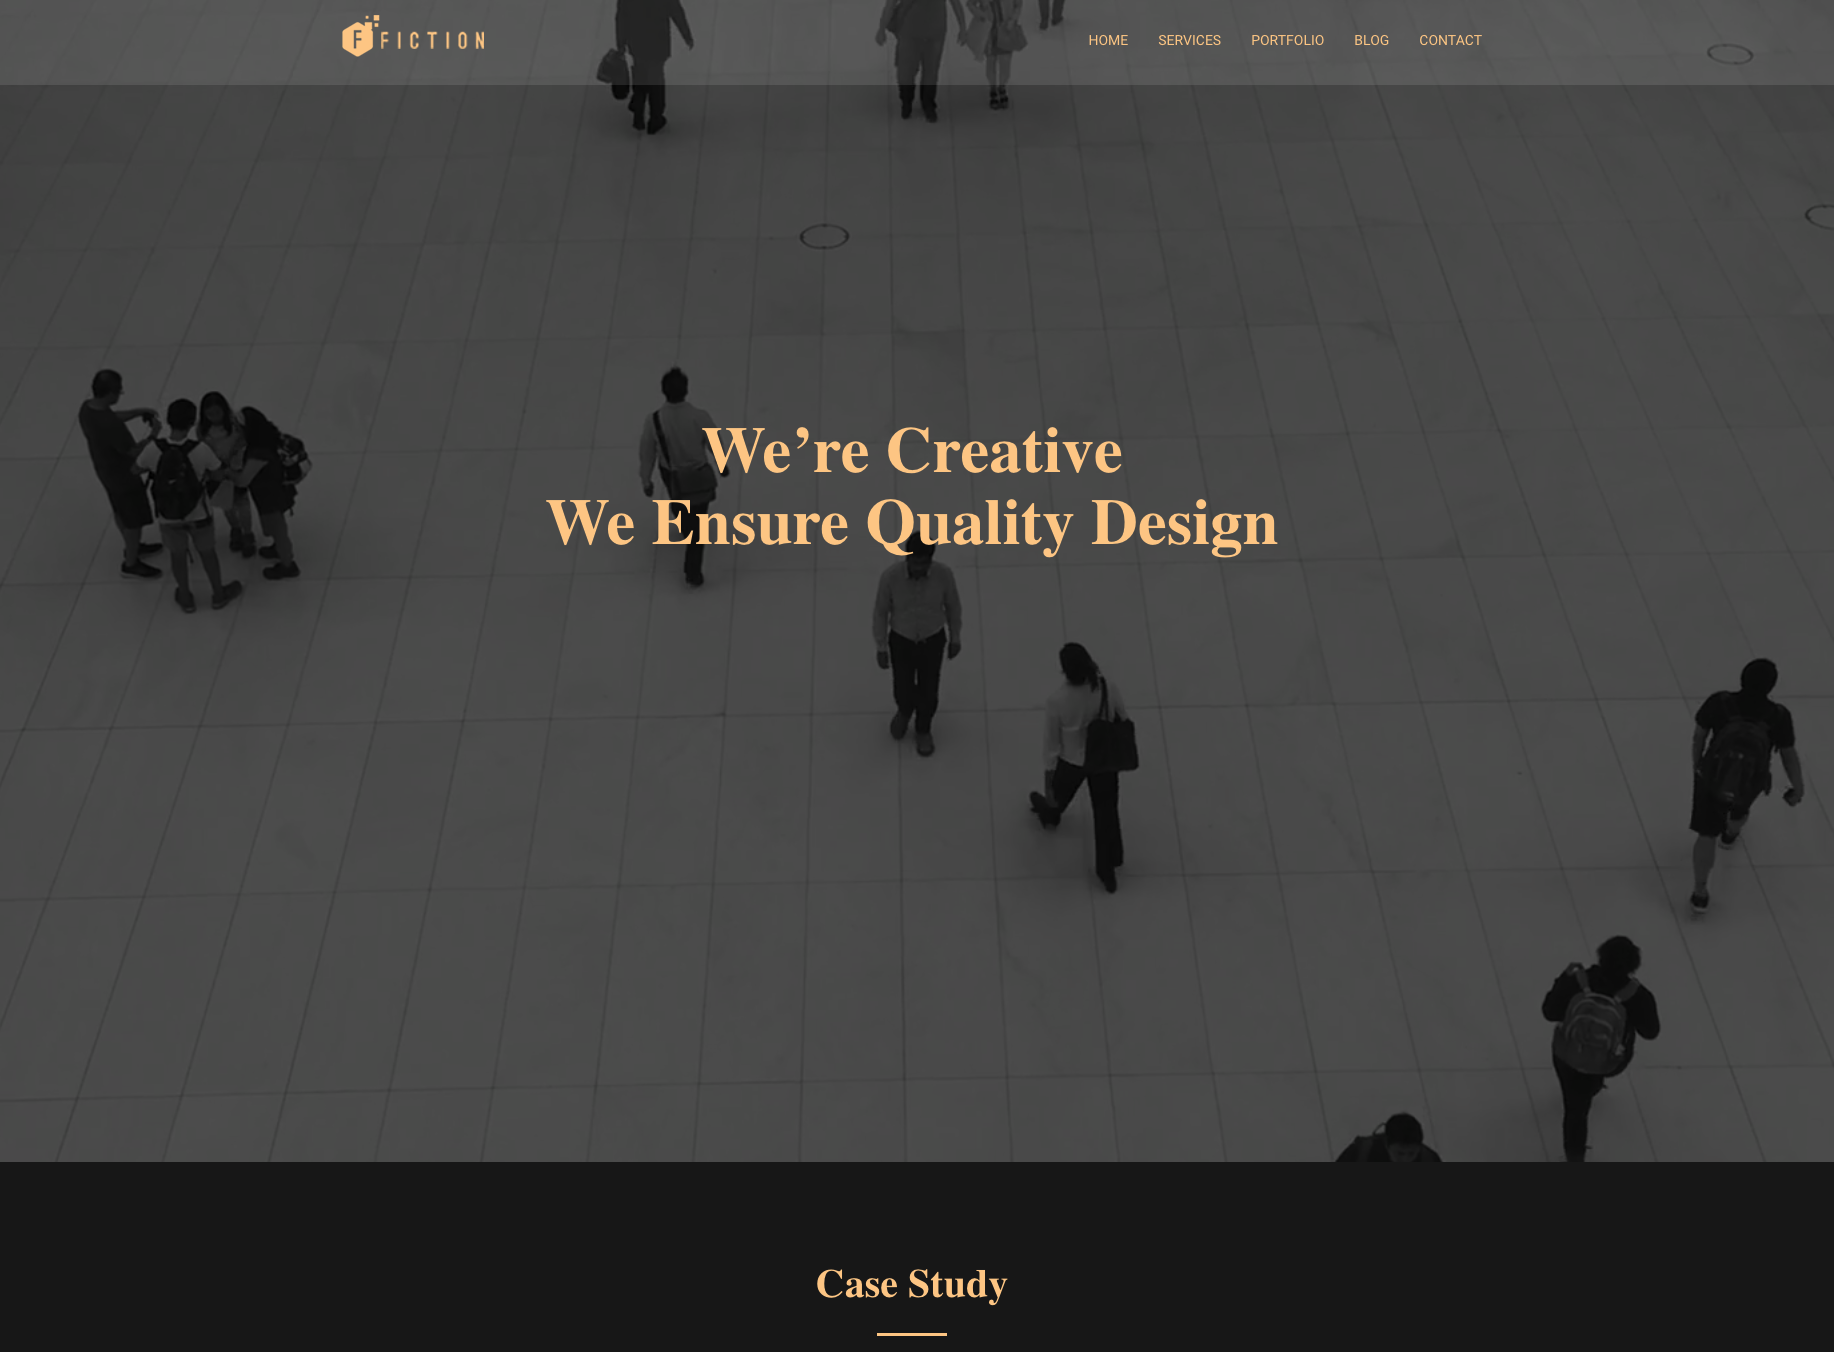 F FICTION
HOME SERVICES PORTFOLIO BLOG CONTACT
We’re Creative
We Ensure Quality Design
Case Study